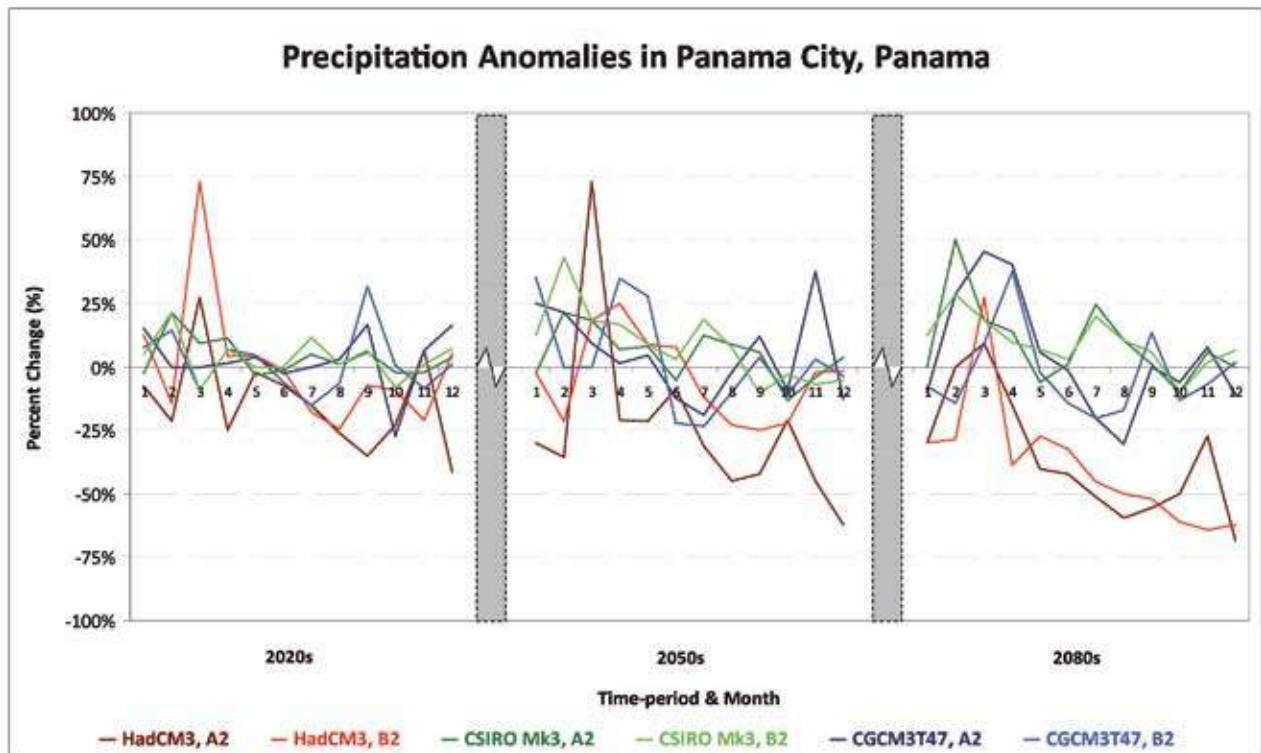 Precipitation Anomalies in Panama City, Panama
100%
75%
50%
25%
0%
-25%
-50%
-75%
-100%
Percent Change (%)
1 2 3 4 5 6 7 8 9 10 11 12
1 2 3 4 5 6 7 8 9 10 11 12
1 2 3 4 5 6 7 8 9 10 11 12
2020s 2050s 2080s
Time-period & Month
HadCM3, A2 HadCM3, B2 CSIRO Mk3, A2 CSIRO Mk3, B2 CGCM3T47, A2 CGCM3T47, B2